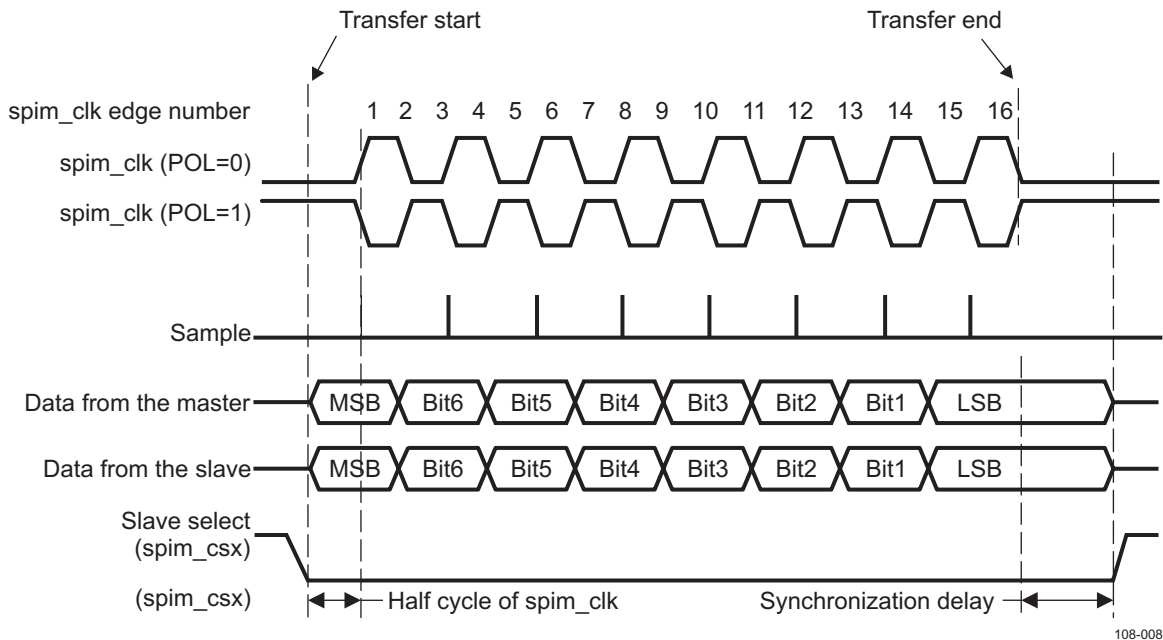 Transfer start
Transfer end
spim_clk edge number 1 2 3 4 5 6 7 8 9 10 11 12 13 14 15 16
spim_clk (POL=0)
spim_clk (POL=1)
Sample
Data from the master MSB Bit6 Bit5 Bit4 Bit3 Bit2 Bit1 LSB
Data from the slave MSB Bit6 Bit5 Bit4 Bit3 Bit2 Bit1 LSB
Slave select
(spim_csx)
(spim_csx) Half cycle of spim_clk Synchronization delay
108-008